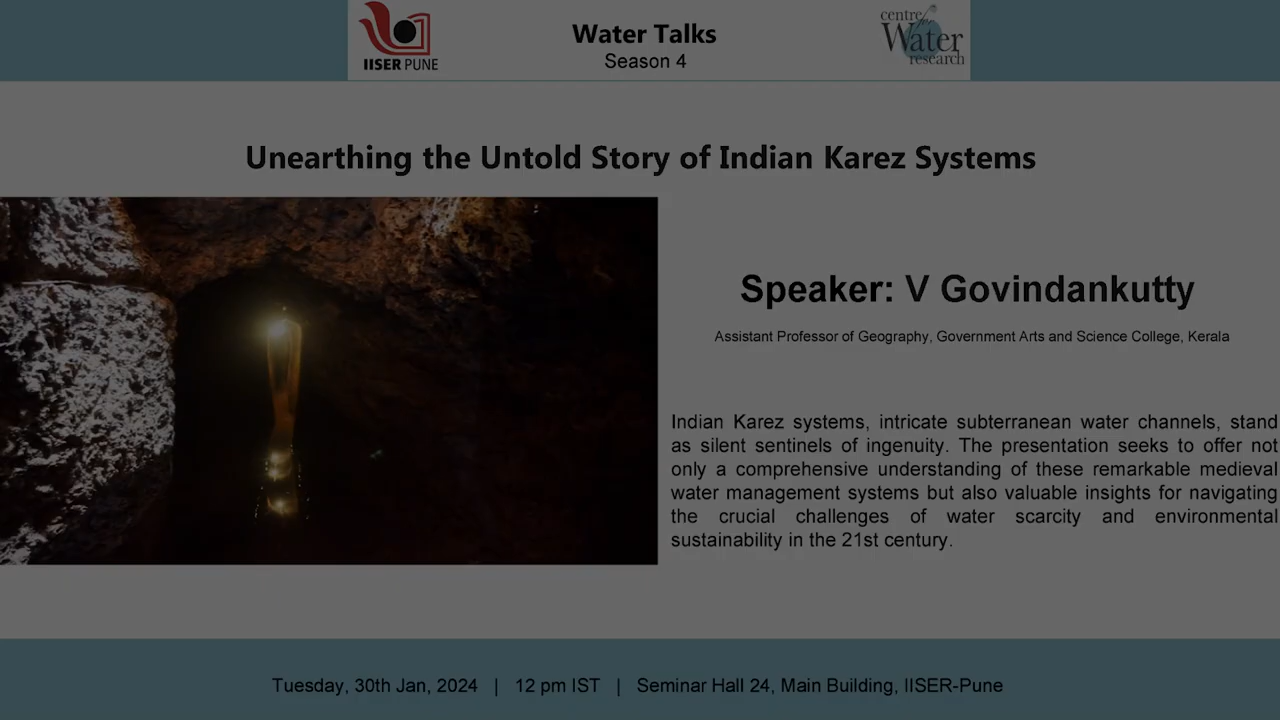 IISER PUNE
Water Talks
Season 4
centre for
Water
research
Unearthing the Untold Story of Indian Karez Systems
Speaker: V Govindankutty
Assistant Professor of Geography, Government Arts and Science College, Kerala
Indian Karez systems, intricate subterranean water channels, stand
as silent sentinels of ingenuity. The presentation seeks to offer not
only a comprehensive understanding of these remarkable medieval
water management systems but also valuable insights for navigating
the crucial challenges of water scarcity and environmental
sustainability in the 21st century.
Tuesday, 30th Jan, 2024 | 12 pm IST | Seminar Hall 24, Main Building, IISER-Pune